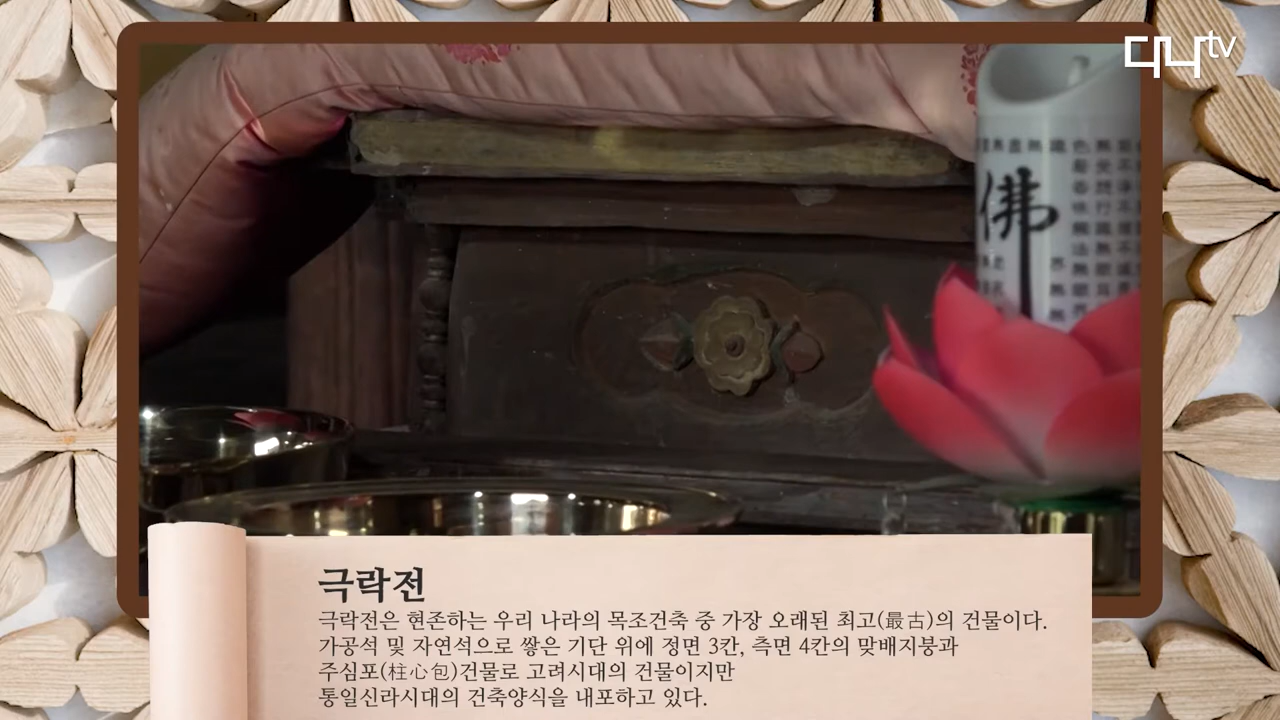 더나tv
佛
극락전
극락전은 현존하는 우리 나라의 목조건축 중 가장 오래된 최고(最古)의 건물이다.
가공석 및 자연석으로 쌓은 기단 위에 정면 3칸, 측면 4칸의 맞배지붕과
주심포(柱心包)건물로 고려시대의 건물이지만
통일신라시대의 건축양식을 내포하고 있다.